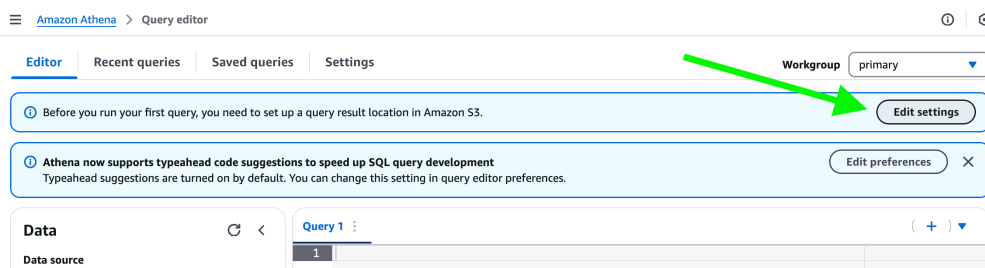 Amazon Athena > Query editor
Editor Recent queries Saved queries Settings Workgroup primary
Before you run your first query, you need to set up a query result location in Amazon S3. Edit settings
Athena now supports typeahead code suggestions to speed up SQL query development Edit preferences
Typeahead suggestions are turned on by default. You can change this setting in query editor preferences.
Data Query 1
1
Data source